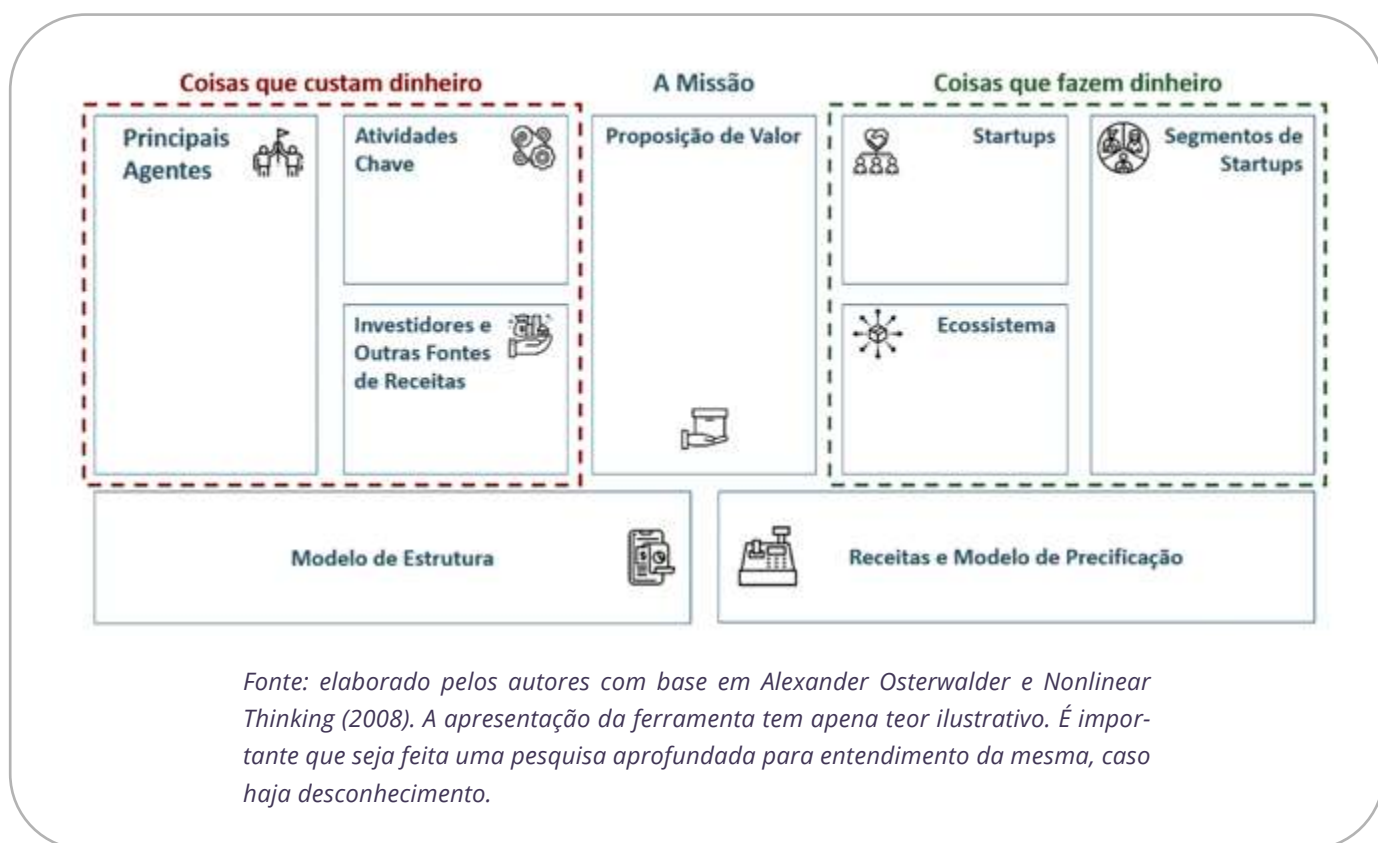 Coisas que custam dinheiro
A Missão
Coisas que fazem dinheiro
Principais
Agentes
Atividades
Chave
Investidores e
Outras Fontes
de Receitas
Proposição de Valor
Startups
Ecossistema
Segmentos de
Startups
Modelo de Estrutura
Receitas e Modelo de Precificação
Fonte: elaborado pelos autores com base em Alexander Osterwalder e Nonlinear
Thinking (2008). A apresentação da ferramenta tem apena teor ilustrativo. É impor-
tante que seja feita uma pesquisa aprofundada para entendimento da mesma, caso
haja desconhecimento.